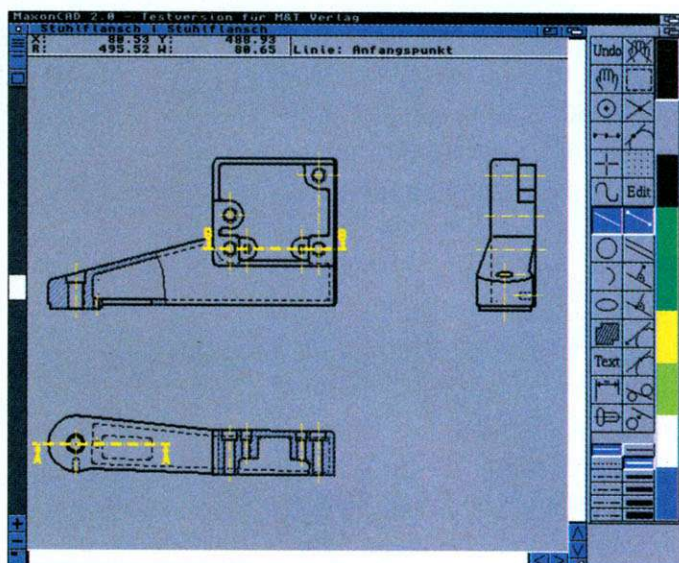 MaxonCAD 2.0 - Testversion für M&T Verlag
Stuhlflansch : Stuhlflansch
X: 80.53 Y: 488.93
R: 495.52 W: 80.65 Linie: Anfangspunkt
Undo
Edit
B B
Text
A A